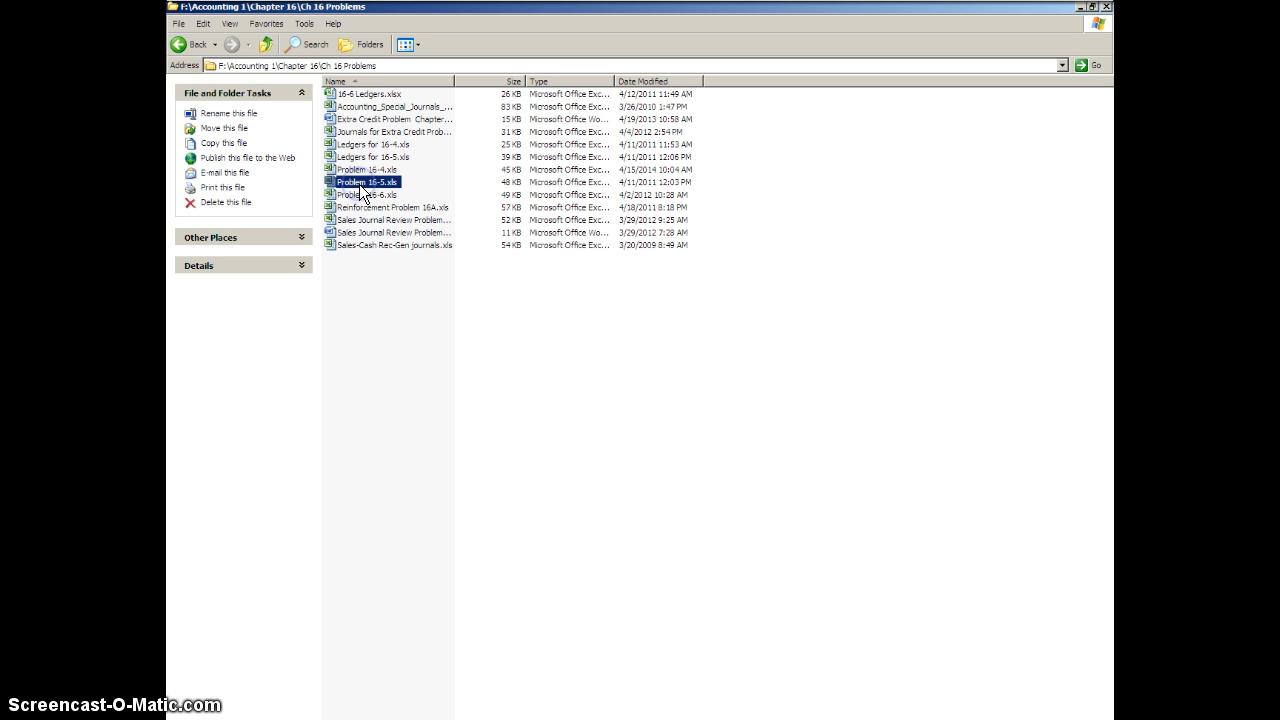 F:\Accounting 1\Chapter 16\Ch 16 Problems
File Edit View Favorites Tools Help
Back Search Folders
Address F:\Accounting 1\Chapter 16\Ch 16 Problems Go
File and Folder Tasks
Rename this file
Move this file
Copy this file
Publish this file to the Web
E-mail this file
Print this file
Delete this file
Other Places
Details
Name Size Type Date Modified
16-6 Ledgers.xlsx 26 KB Microsoft Office Exc... 4/12/2011 11:49 AM
Accounting_Special_Journals_... 83 KB Microsoft Office Exc... 3/26/2010 1:47 PM
Extra Credit Problem Chapter... 15 KB Microsoft Office Wo... 4/19/2013 10:58 AM
Journals for Extra Credit Prob... 31 KB Microsoft Office Exc... 4/4/2012 2:54 PM
Ledgers for 16-4.xls 25 KB Microsoft Office Exc... 4/11/2011 11:53 AM
Ledgers for 16-5.xls 39 KB Microsoft Office Exc... 4/11/2011 12:06 PM
Problem 16-4.xls 45 KB Microsoft Office Exc... 4/15/2014 10:04 AM
Problem 16-5.xls 48 KB Microsoft Office Exc... 4/11/2011 12:03 PM
Problem 16-6.xls 49 KB Microsoft Office Exc... 4/2/2012 10:28 AM
Reinforcement Problem 16A.xls 57 KB Microsoft Office Exc... 4/18/2011 8:18 PM
Sales Journal Review Problem... 52 KB Microsoft Office Exc... 3/29/2012 9:25 AM
Sales Journal Review Problem... 11 KB Microsoft Office Wo... 3/29/2012 7:28 AM
Sales-Cash Rec-Gen journals.xls 54 KB Microsoft Office Exc... 3/20/2009 8:49 AM
Screencast-O-Matic.com